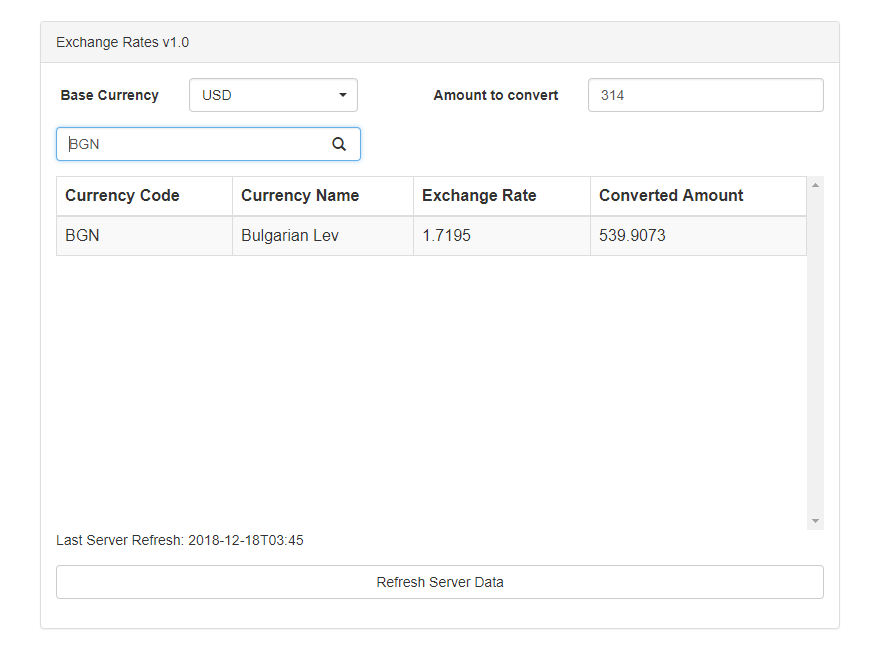 Exchange Rates v1.0
Base Currency USD Amount to convert 314
BGN
Currency Code Currency Name Exchange Rate Converted Amount
BGN Bulgarian Lev 1.7195 539.9073
Last Server Refresh: 2018-12-18T03:45
Refresh Server Data